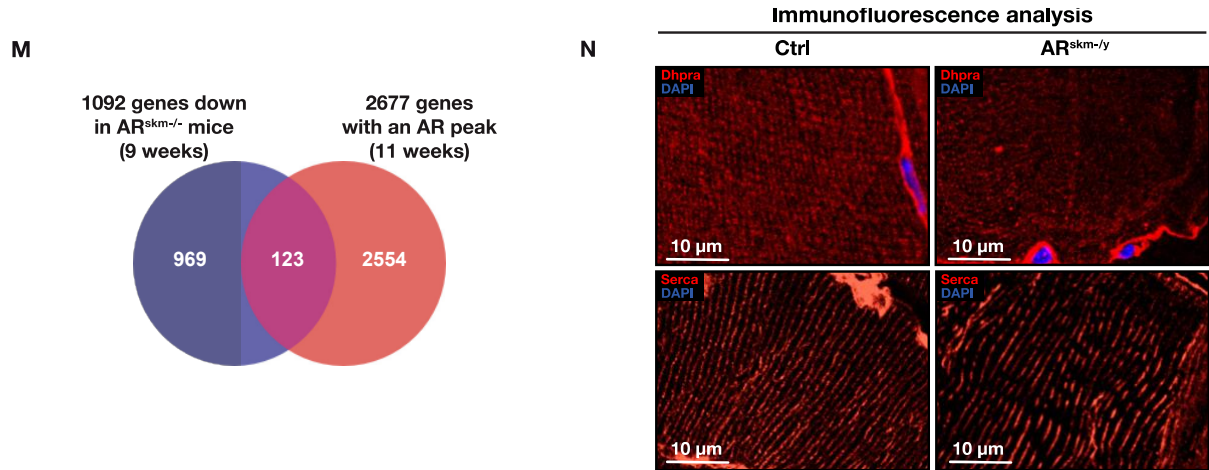 M
1092 genes down
in ARskm-/- mice
(9 weeks)
2677 genes
with an AR peak
(11 weeks)
969
123
2554
N
Immunofluorescence analysis
Ctrl
ARskm-/y
Dhpra
DAPI
10 µm
Dhpra
DAPI
10 µm
Serca
DAPI
10 µm
Serca
DAPI
10 µm